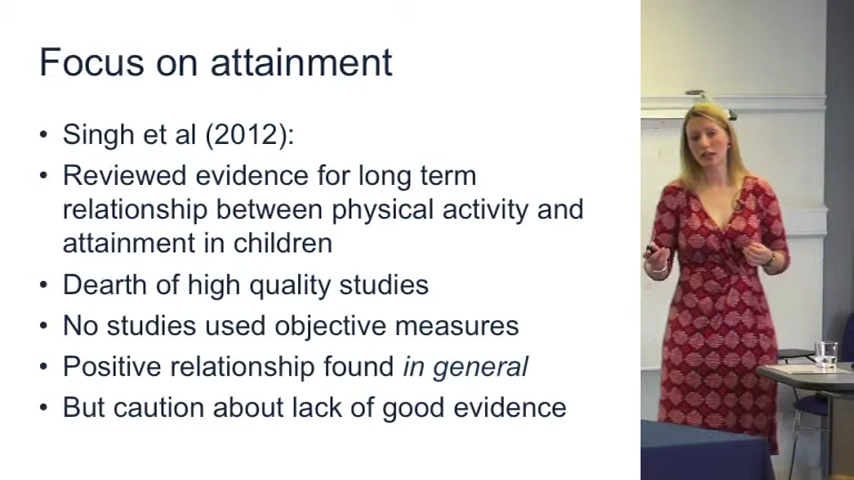 Focus on attainment
• Singh et al (2012):
• Reviewed evidence for long term
relationship between physical activity and
attainment in children
• Dearth of high quality studies
• No studies used objective measures
• Positive relationship found in general
• But caution about lack of good evidence